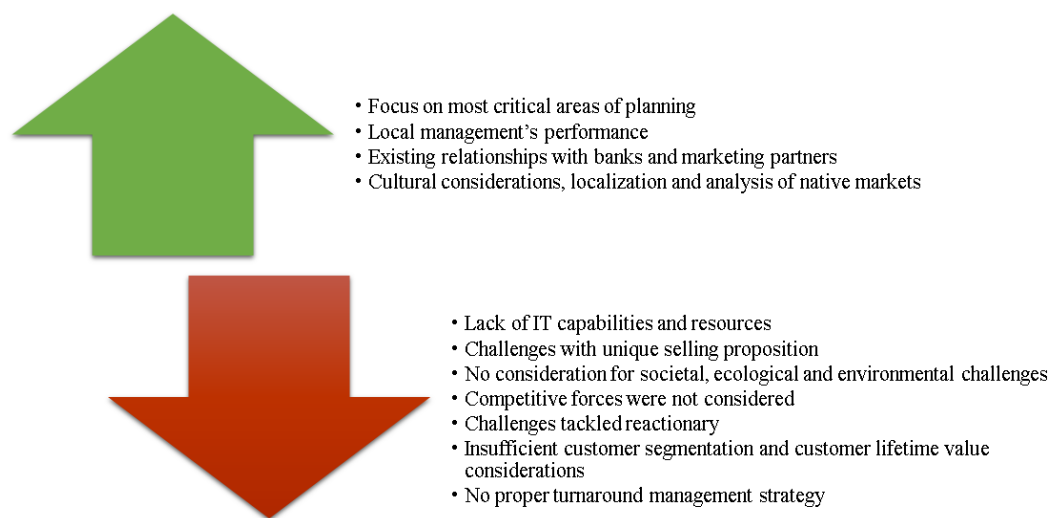 • Focus on most critical areas of planning
• Local management’s performance
• Existing relationships with banks and marketing partners
• Cultural considerations, localization and analysis of native markets
• Lack of IT capabilities and resources
• Challenges with unique selling proposition
• No consideration for societal, ecological and environmental challenges
• Competitive forces were not considered
• Challenges tackled reactionary
• Insufficient customer segmentation and customer lifetime value
considerations
• No proper turnaround management strategy